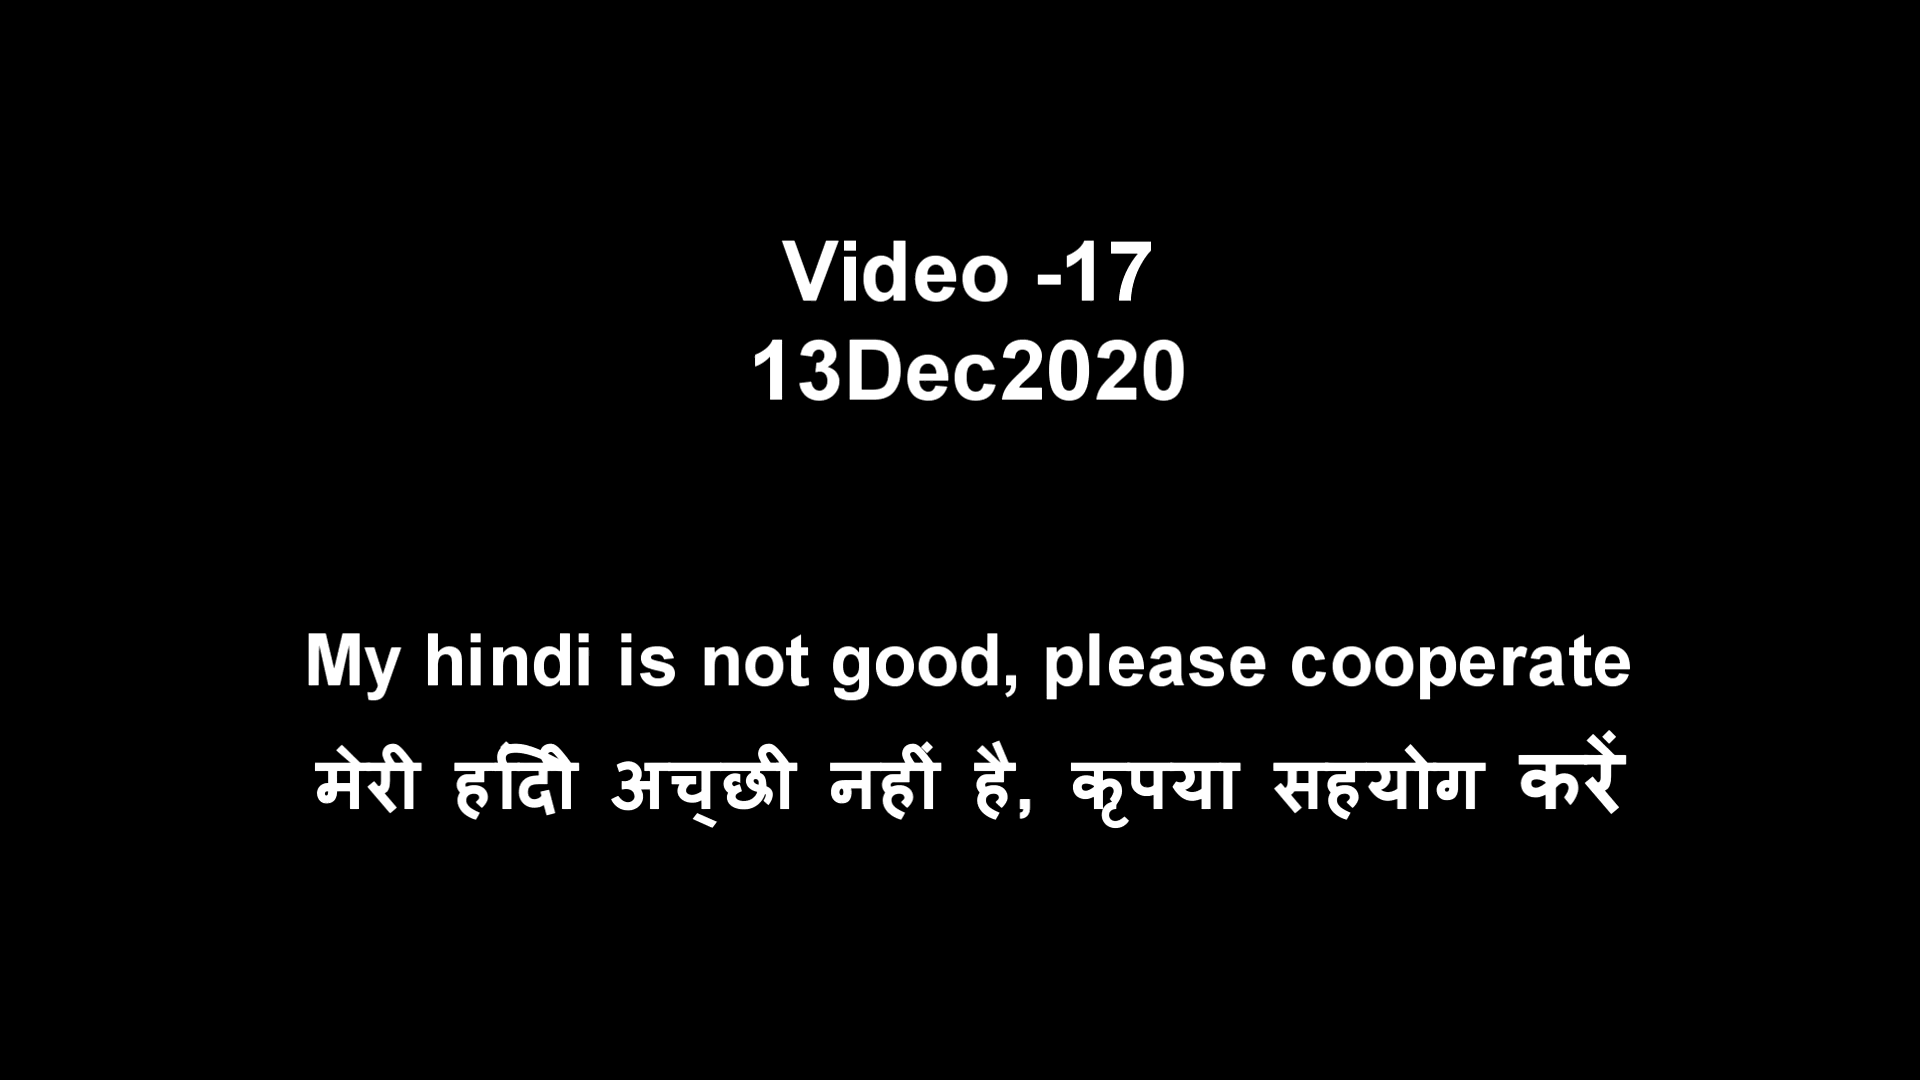 Video -17
13Dec2020
My hindi is not good, please cooperate
मेरी हिंदी अच्छी नहीं है, कृपया सहयोग करें